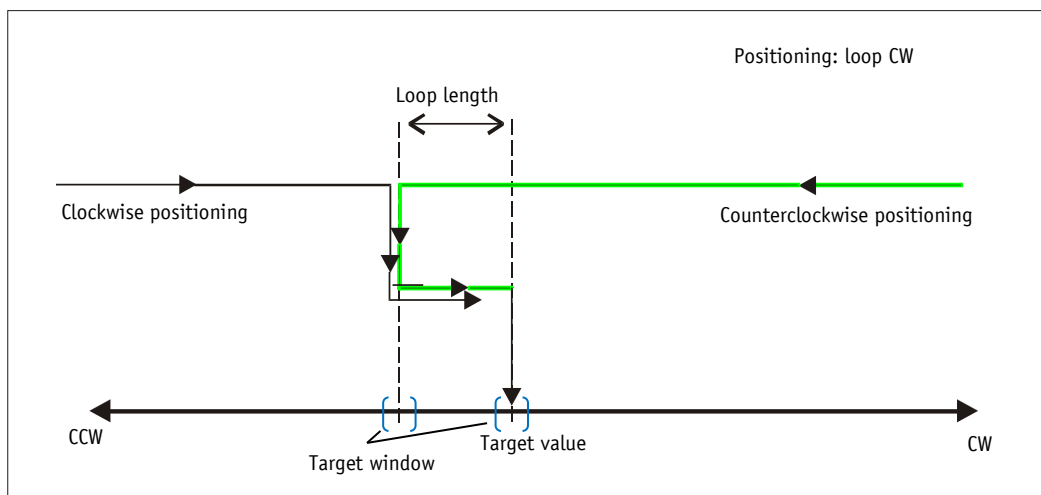 Positioning: loop CW
Loop length
Clockwise positioning
Counterclockwise positioning
CCW
Target window
Target value
CW